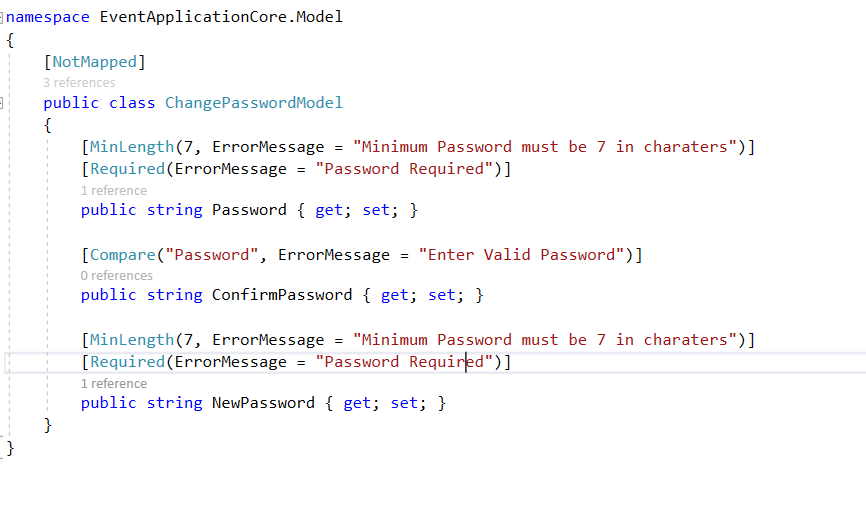 namespace EventApplicationCore.Model
{
[NotMapped]
3 references
public class ChangePasswordModel
{
[MinLength(7, ErrorMessage = "Minimum Password must be 7 in charaters")]
[Required(ErrorMessage = "Password Required")]
1 reference
public string Password { get; set; }
[Compare("Password", ErrorMessage = "Enter Valid Password")]
0 references
public string ConfirmPassword { get; set; }
[MinLength(7, ErrorMessage = "Minimum Password must be 7 in charaters")]
[Required(ErrorMessage = "Password Required")]
1 reference
public string NewPassword { get; set; }
}
}